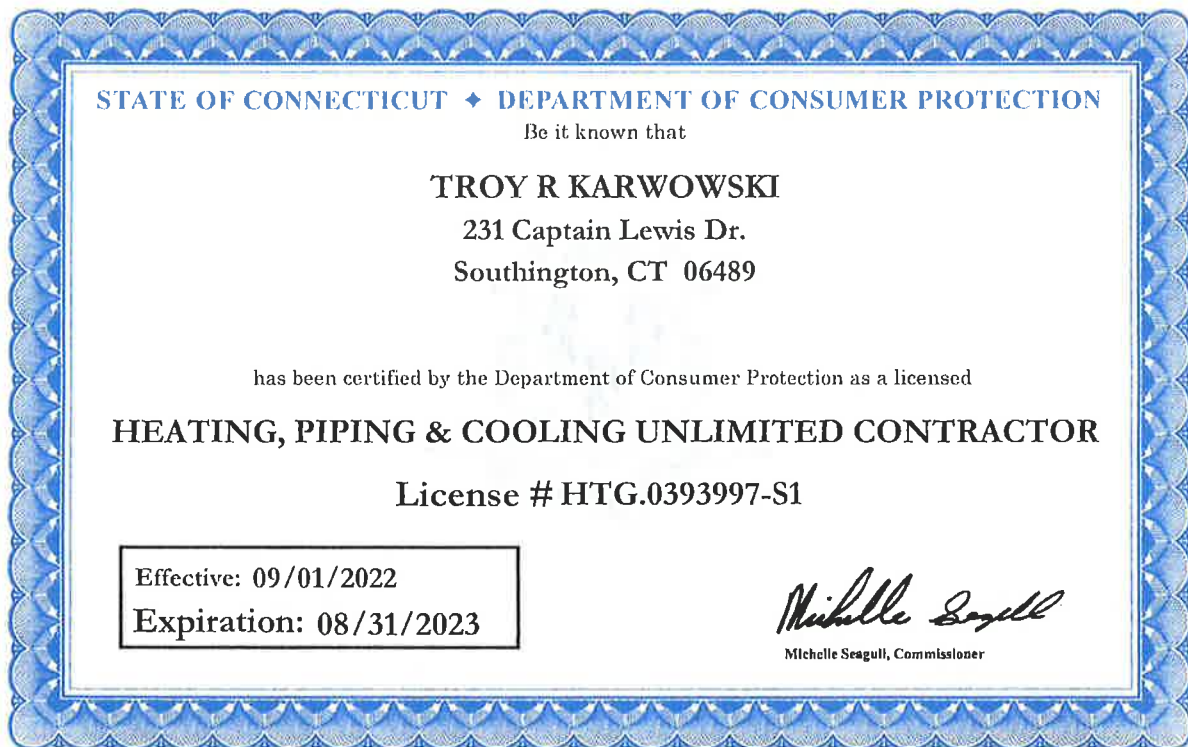 STATE OF CONNECTICUT ✦ DEPARTMENT OF CONSUMER PROTECTION
Be it known that
TROY R KARWOWSKI
231 Captain Lewis Dr.
Southington, CT 06489
has been certified by the Department of Consumer Protection as a licensed
HEATING, PIPING & COOLING UNLIMITED CONTRACTOR
License # HTG.0393997-S1
Effective: 09/01/2022
Expiration: 08/31/2023
Michelle Seagull
Michelle Seagull, Commissioner